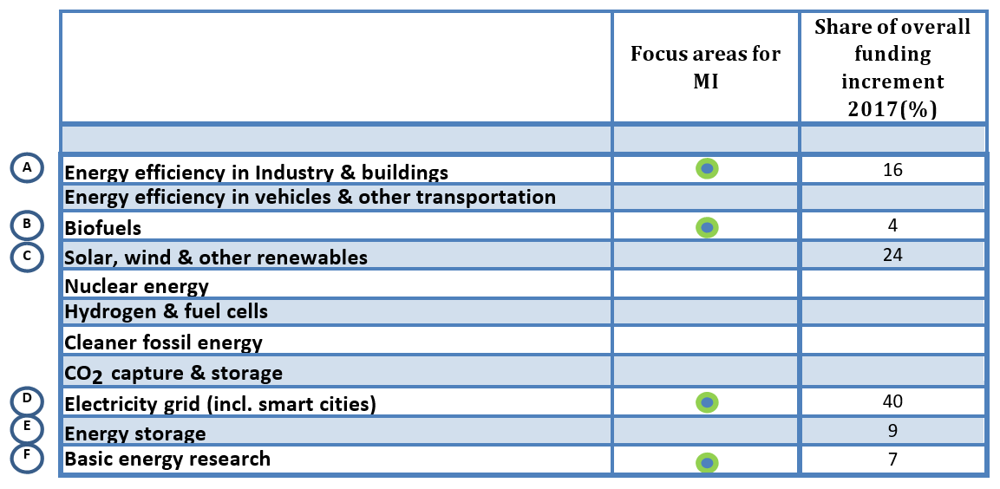 Focus areas for
MI
Share of overall
funding
increment
2017(%)
A Energy efficiency in Industry & buildings 16
Energy efficiency in vehicles & other transportation
B Biofuels 4
C Solar, wind & other renewables 24
Nuclear energy
Hydrogen & fuel cells
Cleaner fossil energy
CO2 capture & storage
D Electricity grid (incl. smart cities) 40
E Energy storage 9
F Basic energy research 7